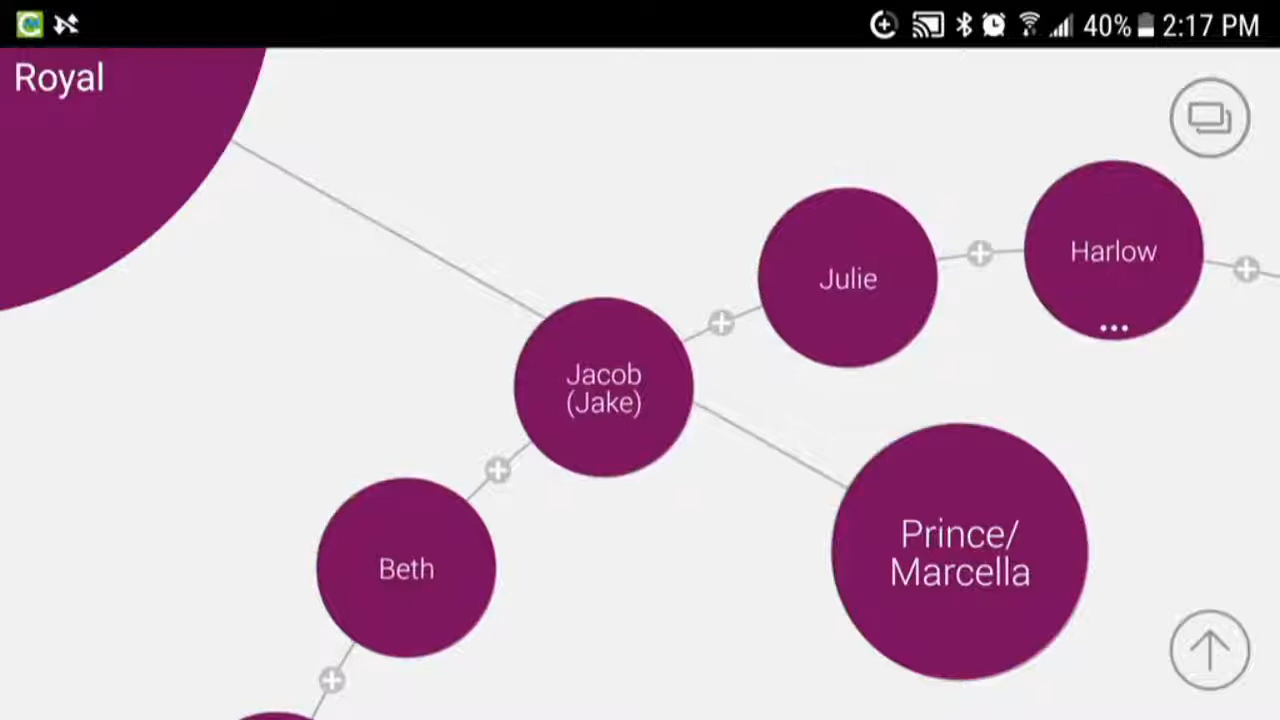 40% 2:17 PM
Royal
Julie
Harlow
Jacob
(Jake)
Beth
Prince/
Marcella